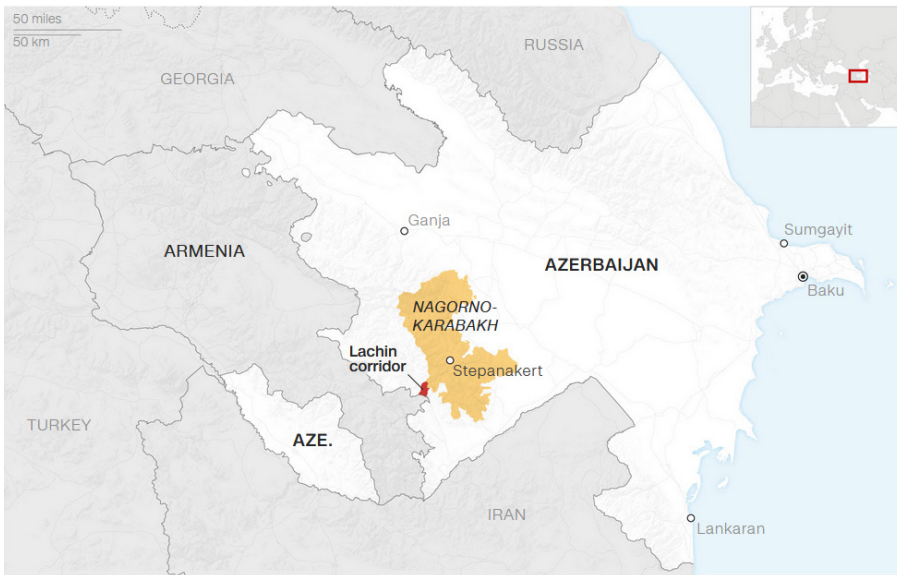 50 miles
50 km
RUSSIA
GEORGIA
Ganja
Sumgayit
ARMENIA
AZERBAIJAN
Baku
NAGORNO-
KARABAKH
Lachin
corridor
Stepanakert
TURKEY
AZE.
IRAN
Lankaran